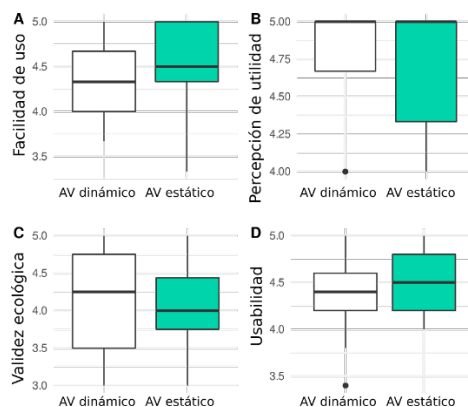 A
Facilidad de uso
5.0
4.5
4.0
3.5
AV dinámico AV estático
B
Percepción de utilidad
5.00
4.75
4.50
4.25
4.00
AV dinámico AV estático
C
Validez ecológica
5.0
4.5
4.0
3.5
3.0
AV dinámico AV estático
D
Usabilidad
5.0
4.5
4.0
3.5
AV dinámico AV estático